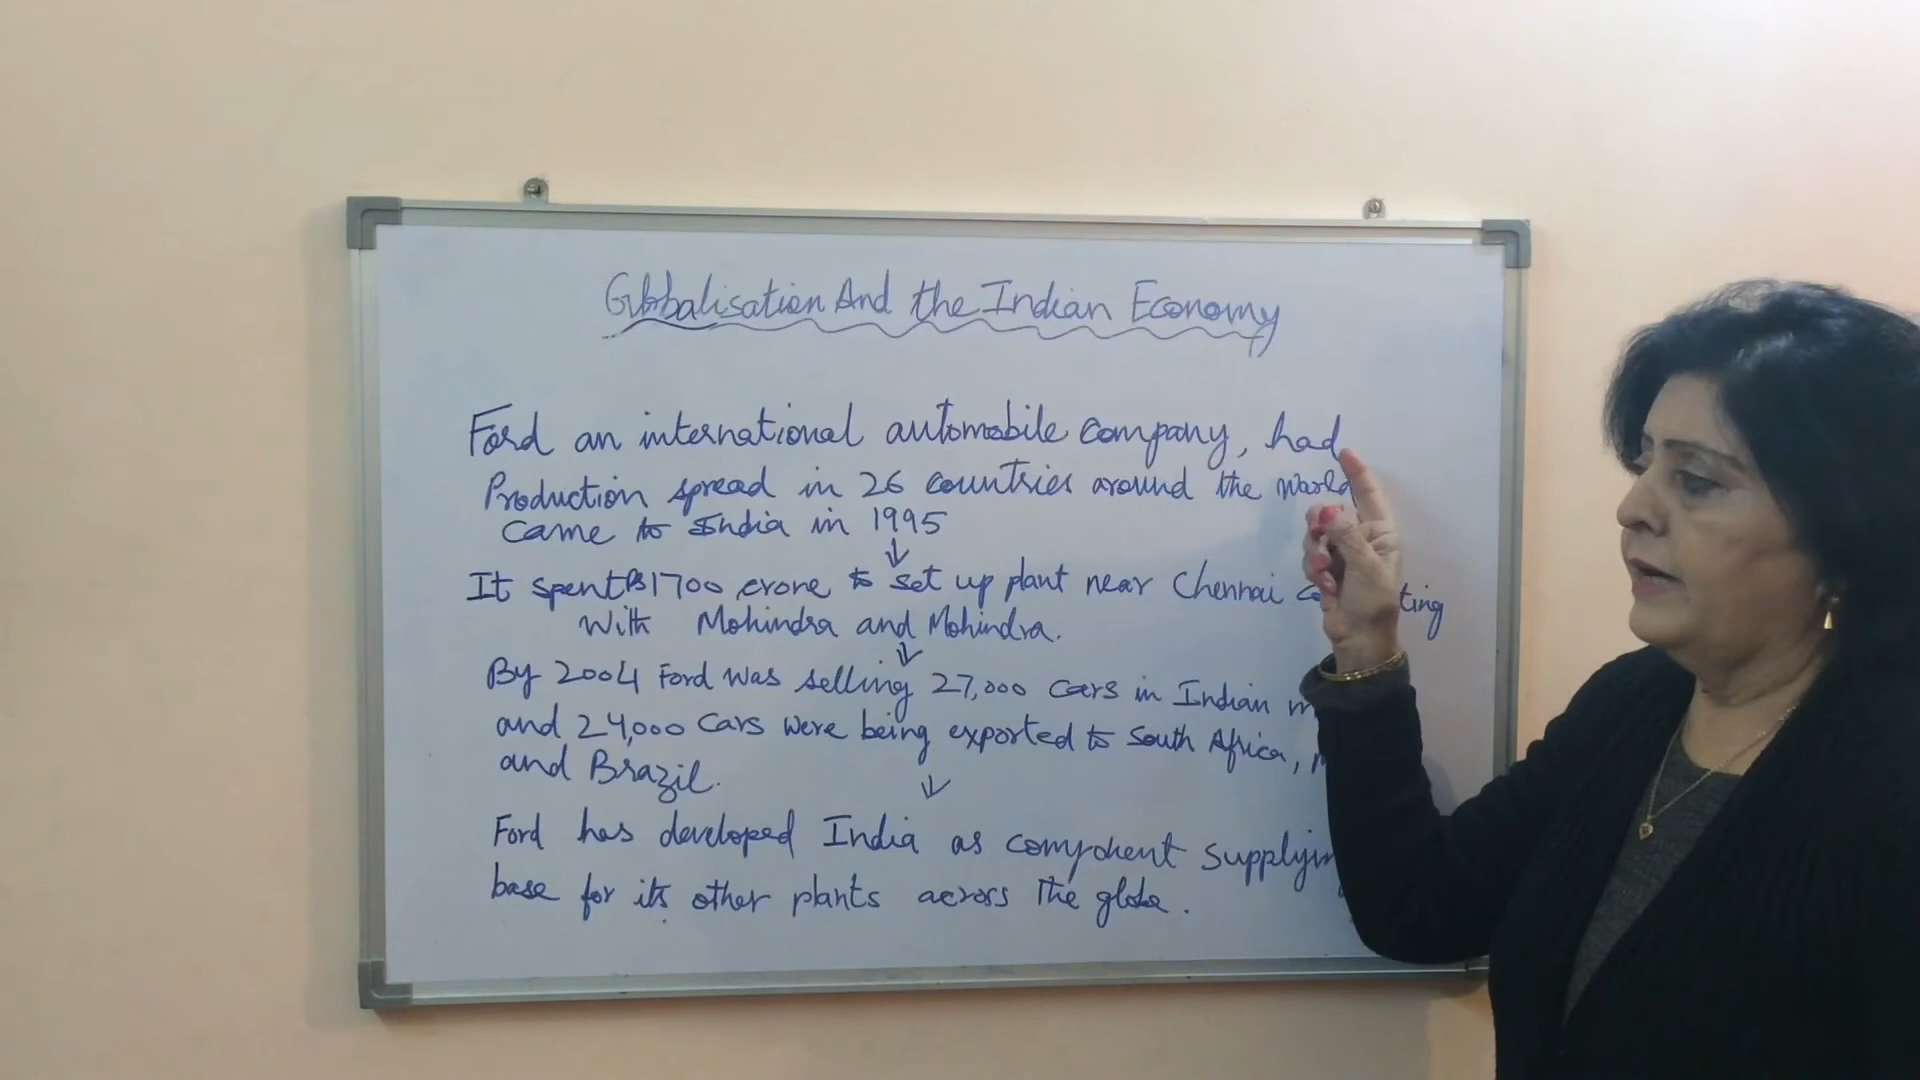 Globalisation And the Indian Economy
Ford an international automobile company, had
Production spread in 26 countries around the world
came to India in 1995
↓
It spent ₨1700 crore to set up plant near Chennai
With Mohindra and Mohindra.
↓
By 2004 Ford was selling 27,000 cars in Indian
and 24,000 cars were being exported to South Africa,
and Brazil.
↓
Ford has developed India as component supplying
base for its other plants across the globe.